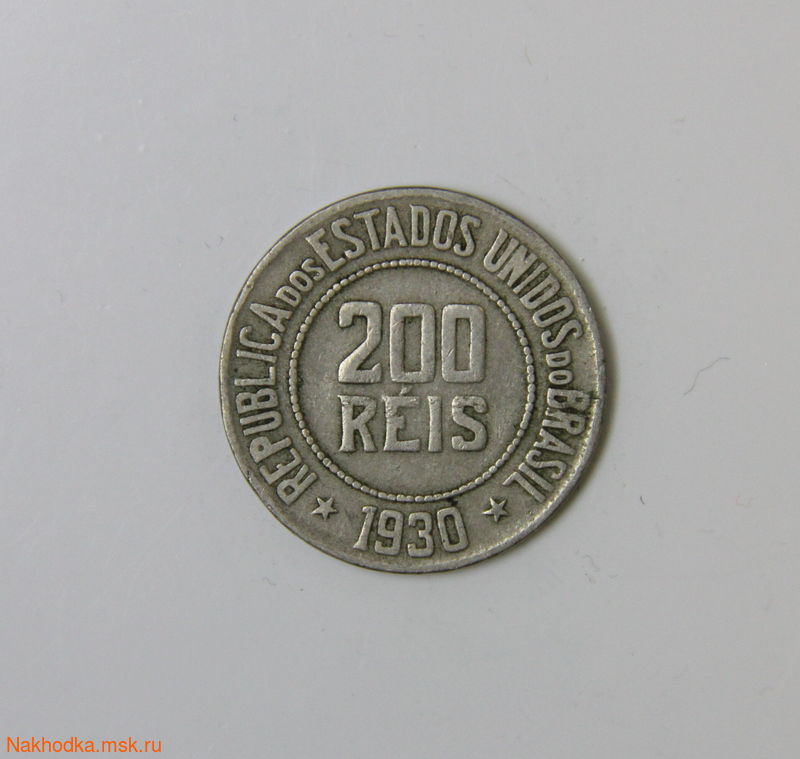 REPUBLICA DOS ESTADOS UNIDOS DO BRASIL
200
RÉIS
1930
Nakhodka.msk.ru